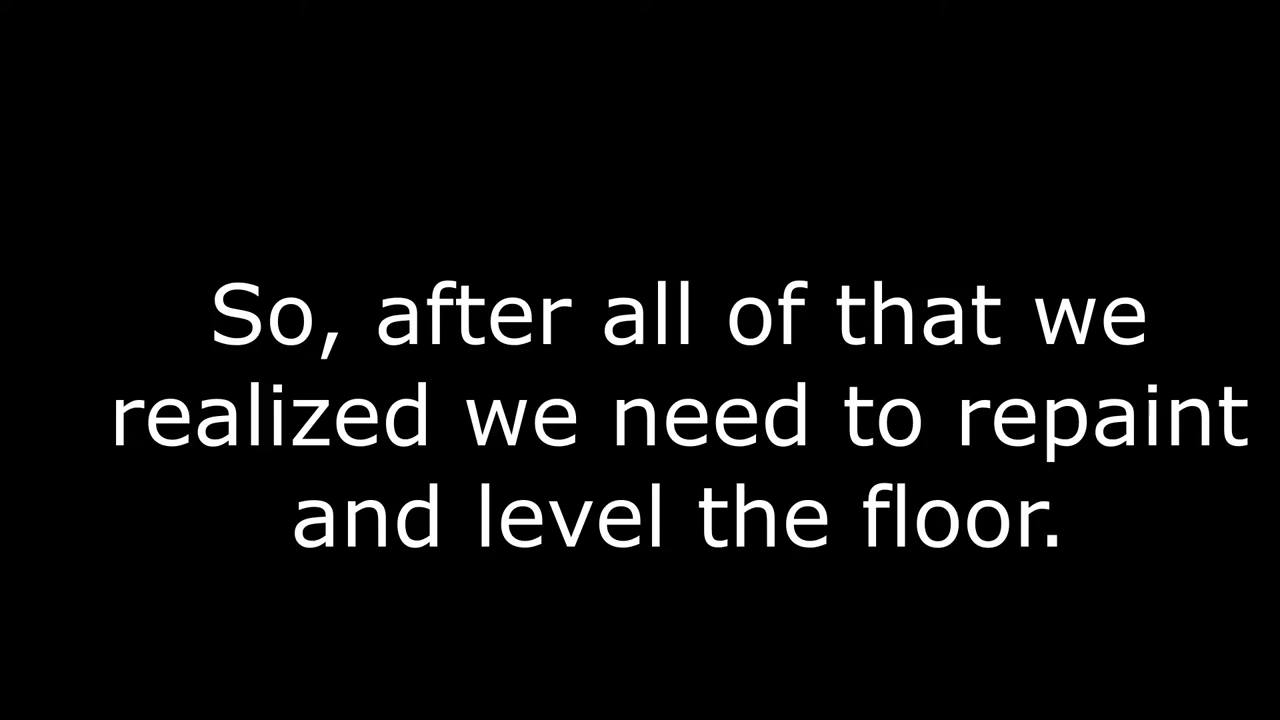 So, after all of that we
realized we need to repaint
and level the floor.